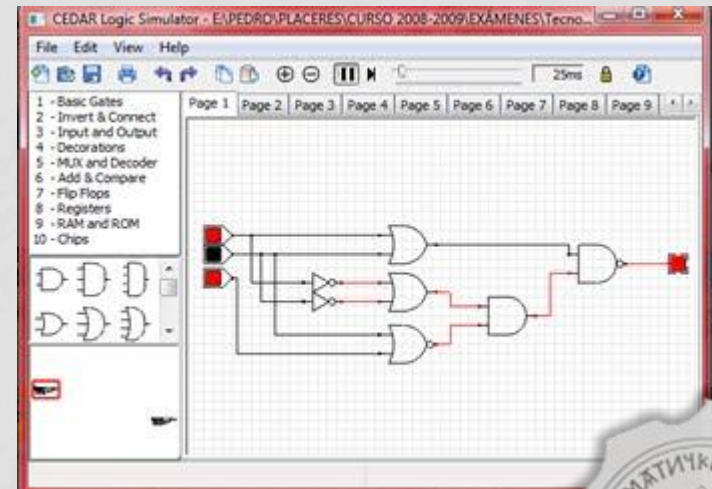 CEDAR Logic Simulator - E:\PEDRO\PLACERES\CURSO 2008-2009\EXÁMENES\Tecno...
File Edit View Help
25ms
1 - Basic Gates
2 - Invert & Connect
3 - Input and Output
4 - Decorations
5 - MUX and Decoder
6 - Add & Compare
7 - Flip Flops
8 - Registers
9 - RAM and ROM
10 - Chips
Page 1 Page 2 Page 3 Page 4 Page 5 Page 6 Page 7 Page 8 Page 9